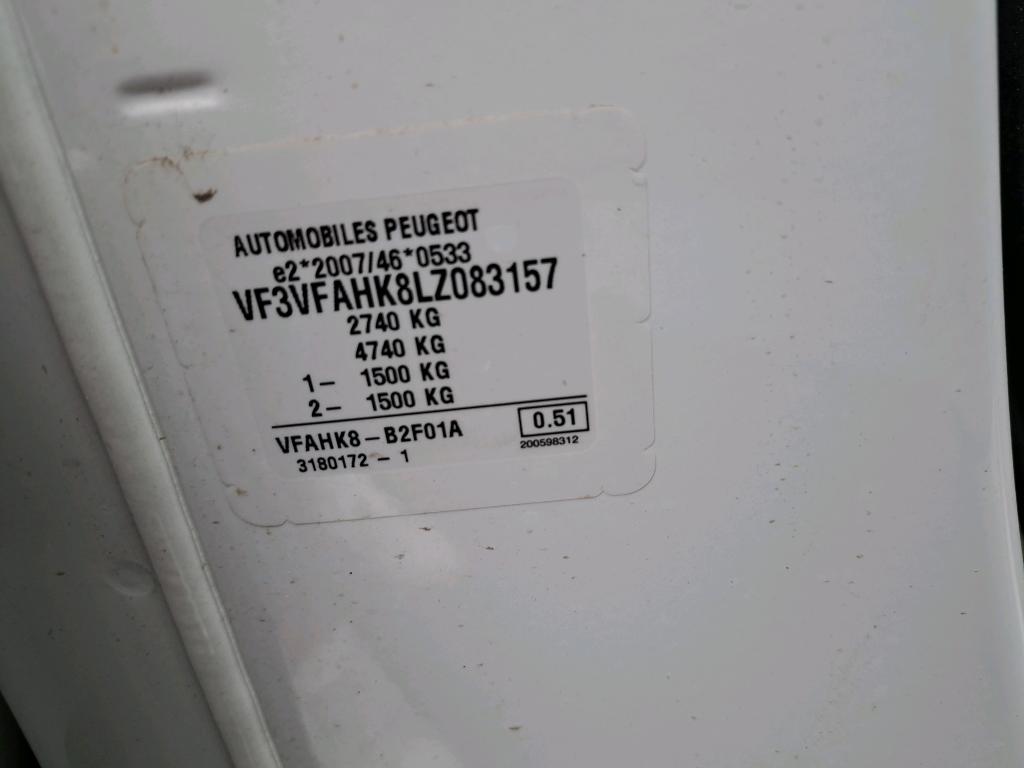 AUTOMOBILES PEUGEOT
e2*2007/46*0533
VF3VFAHK8LZ083157
2740 KG
4740 KG
1- 1500 KG
2- 1500 KG
VFAHK8-B2F01A
0.51
3180172 - 1
200598312